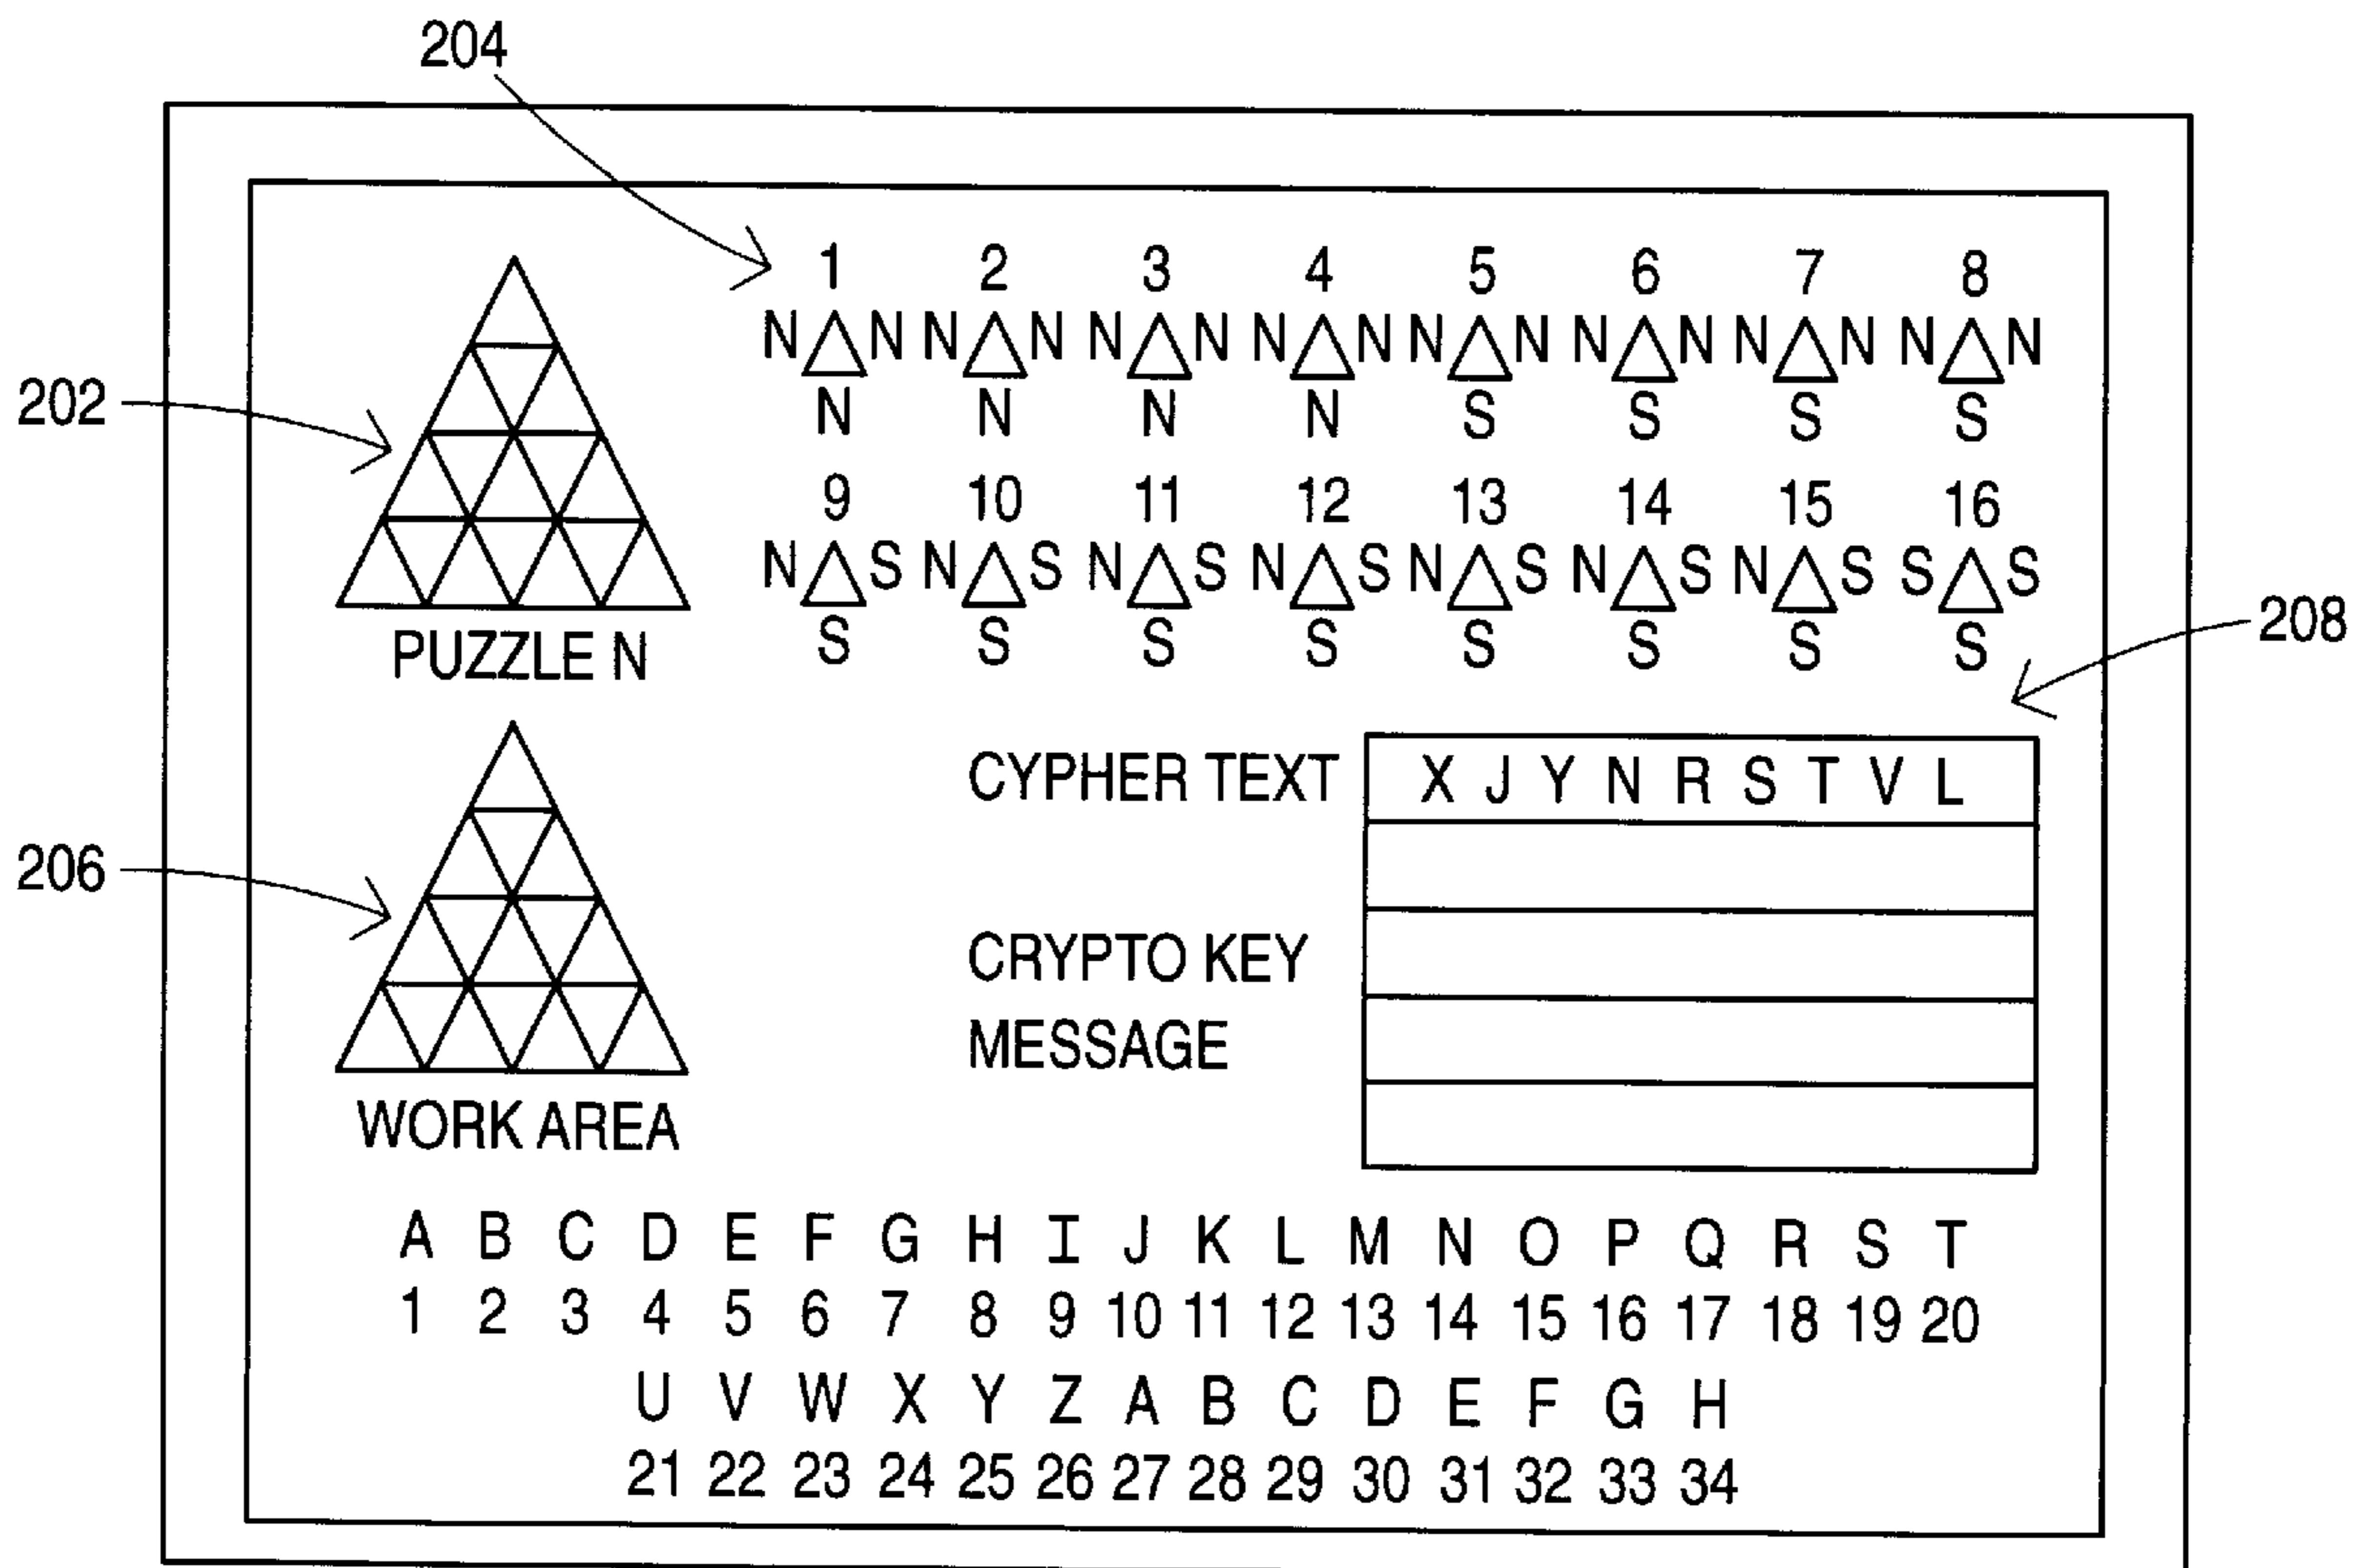 204
1 2 3 4 5 6 7 8
N N N N N N N N N N N N N N N N
N N N N S S S S
202
9 10 11 12 13 14 15 16
N S N S N S N S N S N S N S S S
S S S S S S S S
208
PUZZLE N
CYPHER TEXT X J Y N R S T V L
206
CRYPTO KEY
MESSAGE
WORK AREA
A B C D E F G H I J K L M N O P Q R S T
1 2 3 4 5 6 7 8 9 10 11 12 13 14 15 16 17 18 19 20
U V W X Y Z A B C D E F G H
21 22 23 24 25 26 27 28 29 30 31 32 33 34